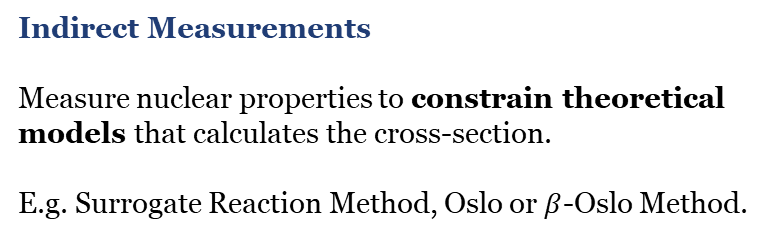 Indirect Measurements
Measure nuclear properties to constrain theoretical
models that calculates the cross-section.
E.g. Surrogate Reaction Method, Oslo or β-Oslo Method.